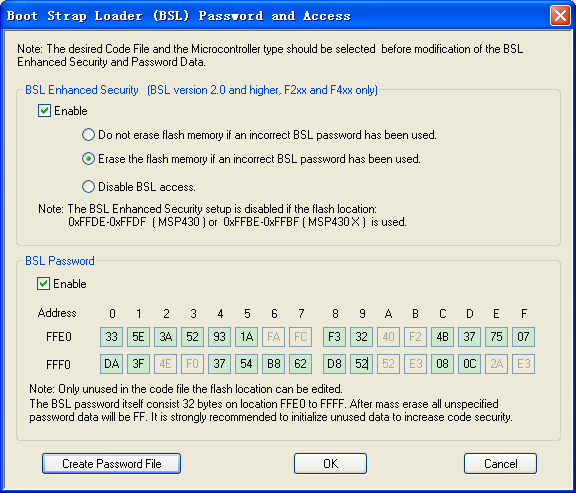 Boot Strap Loader (BSL) Password and Access
Note: The desired Code File and the Microcontroller type should be selected before modification of the BSL
Enhanced Security and Password Data.
BSL Enhanced Security (BSL version 2.0 and higher, F2xx and F4xx only)
Enable
Do not erase flash memory if an incorrect BSL password has been used.
Erase the flash memory if an incorrect BSL password has been used.
Disable BSL access.
Note: The BSL Enhanced Security setup is disabled if the flash location:
0xFFDE-0xFFDF ( MSP430 ) or 0xFFBE-0xFFBF ( MSP430X ) is used.
BSL Password
Enable
Address 0 1 2 3 4 5 6 7 8 9 A B C D E F
FFE0 33 5E 3A 52 93 1A FA FC F3 32 40 F2 4B 37 75 07
FFF0 DA 3F 4E F0 37 54 B8 62 D8 52 52 E3 08 0C 2A E3
Note: Only unused in the code file the flash location can be edited.
The BSL password itself consist 32 bytes on location FFE0 to FFFF. After mass erase all unspecified
password data will be FF. It is strongly recommended to initialize unused data to increase code security.
Create Password File OK Cancel